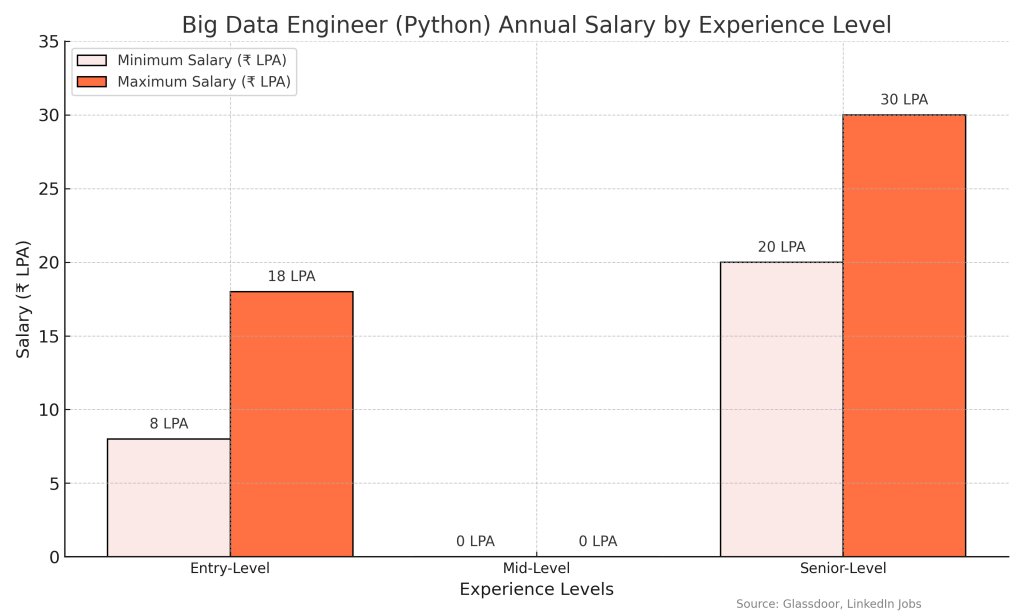 Big Data Engineer (Python) Annual Salary by Experience Level
Minimum Salary (₹ LPA)
Maximum Salary (₹ LPA)
Salary (₹ LPA)
35
30
25
20
15
10
5
0
8 LPA
18 LPA
0 LPA
0 LPA
20 LPA
30 LPA
Entry-Level
Mid-Level
Senior-Level
Experience Levels
Source: Glassdoor, LinkedIn Jobs